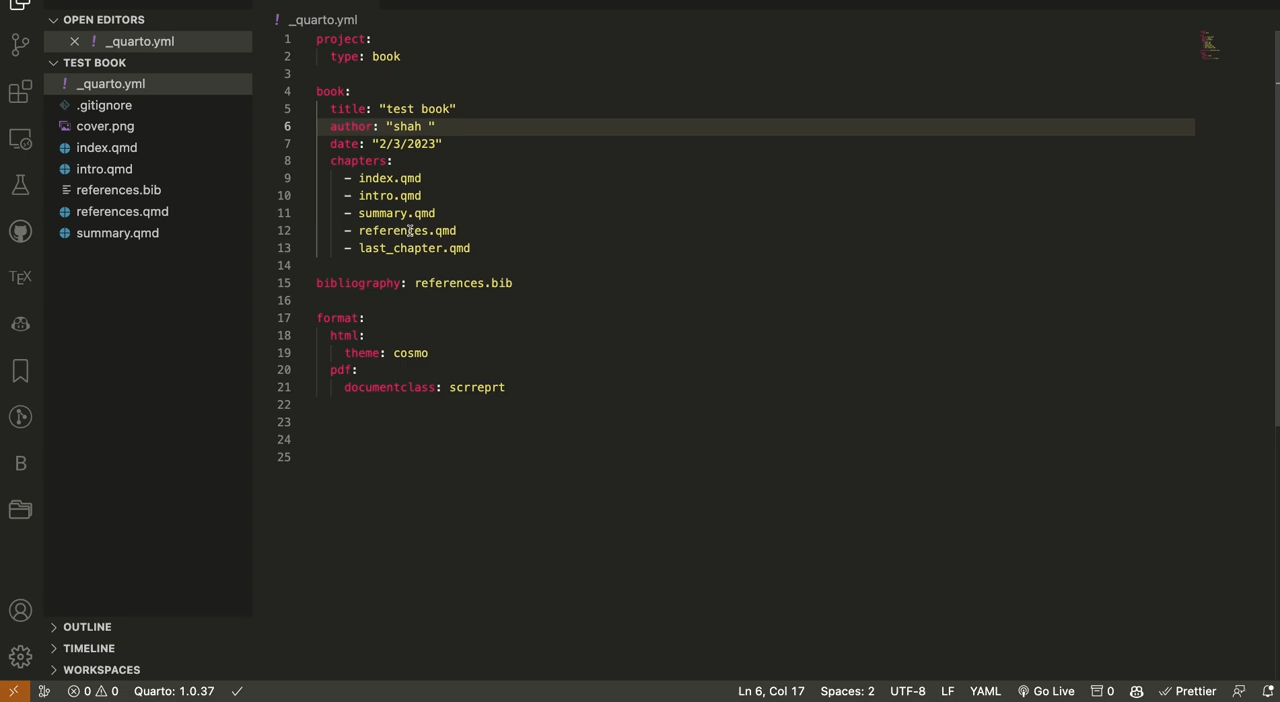 OPEN EDITORS
_quarto.yml
TEST BOOK
! _quarto.yml
.gitignore
cover.png
index.qmd
intro.qmd
references.bib
references.qmd
summary.qmd
OUTLINE
TIMELINE
WORKSPACES
TEX
B
! _quarto.yml
1 project:
2 type: book
3
4 book:
5 title: "test book"
6 author: "shah "
7 date: "2/3/2023"
8 chapters:
9 - index.qmd
10 - intro.qmd
11 - summary.qmd
12 - references.qmd
13 - last_chapter.qmd
14
15 bibliography: references.bib
16
17 format:
18 html:
19 theme: cosmo
20 pdf:
21 documentclass: scrreprt
22
23
24
25
0 0 Quarto: 1.0.37 Ln 6, Col 17 Spaces: 2 UTF-8 LF YAML Go Live 0 Prettier